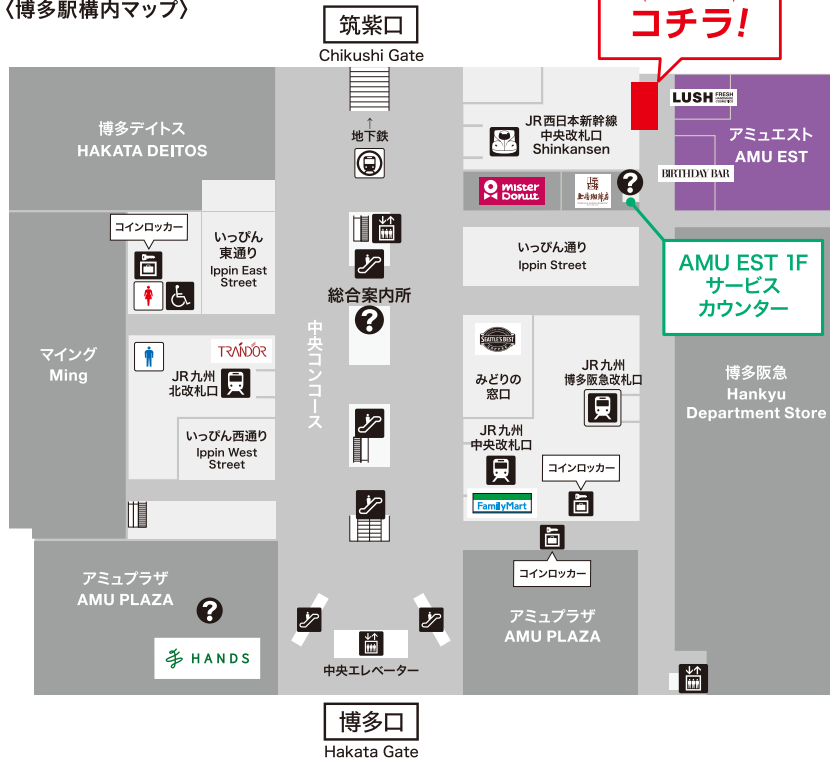 〈博多駅構内マップ〉
筑紫口
Chikushi Gate
コチラ!
博多デイトス
HAKATA DEITOS
↑
地下鉄
JR西日本新幹線
中央改札口
Shinkansen
LUSH FRESH HANDMADE COSMETICS
アミュエスト
AMU EST
BIRTHDAY BAR
mister
Donut
?
コインロッカー
いっぴん
東通り
Ippin East
Street
いっぴん通り
Ippin Street
AMU EST 1F
サービス
カウンター
総合案内所
?
中央コンコース
マイング
Ming
TRANDOR
JR九州
北改札口
SEATTLE'S BEST
みどりの
窓口
JR九州
博多阪急改札口
博多阪急
Hankyu
Department Store
いっぴん西通り
Ippin West
Street
JR九州
中央改札口
コインロッカー
FamilyMart
コインロッカー
アミュプラザ
AMU PLAZA
?
HANDS
中央エレベーター
アミュプラザ
AMU PLAZA
博多口
Hakata Gate